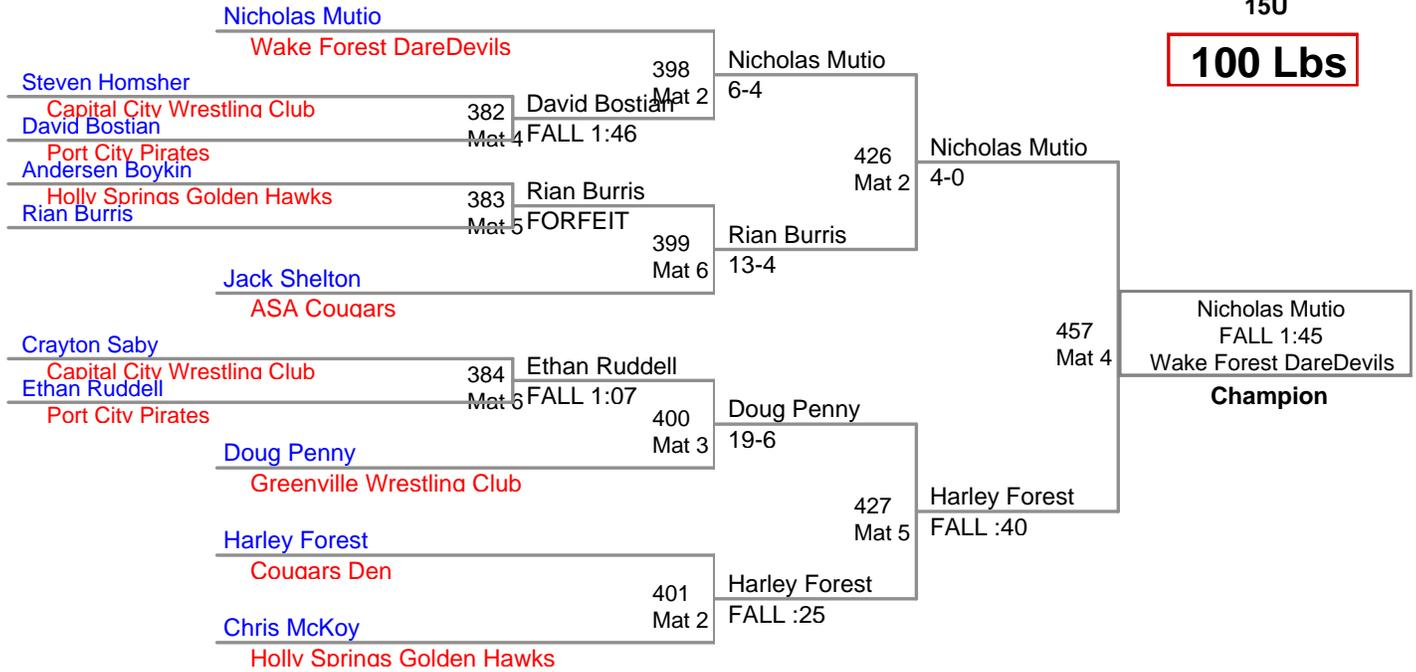 15U
100 Lbs
Nicholas Mutio
Wake Forest DareDevils
Steven Homsher
Capital City Wrestling Club
382
Mat 4
David Bostian
Port City Pirates
David Bostian
FALL 1:46
398
Mat 2
Nicholas Mutio
6-4
Andersen Boykin
Holly Springs Golden Hawks
383
Mat 5
Rian Burris
Rian Burris
FORFEIT
399
Mat 6
Rian Burris
13-4
Jack Shelton
ASA Cougars
426
Mat 2
Nicholas Mutio
4-0
Crayton Saby
Capital City Wrestling Club
384
Mat 6
Ethan Ruddell
Port City Pirates
Ethan Ruddell
FALL 1:07
400
Mat 3
Doug Penny
19-6
Doug Penny
Greenville Wrestling Club
427
Mat 5
Harley Forest
FALL :40
Harley Forest
Cougars Den
401
Mat 2
Harley Forest
FALL :25
Chris McKoy
Holly Springs Golden Hawks
457
Mat 4
Nicholas Mutio
FALL 1:45
Wake Forest DareDevils
Champion